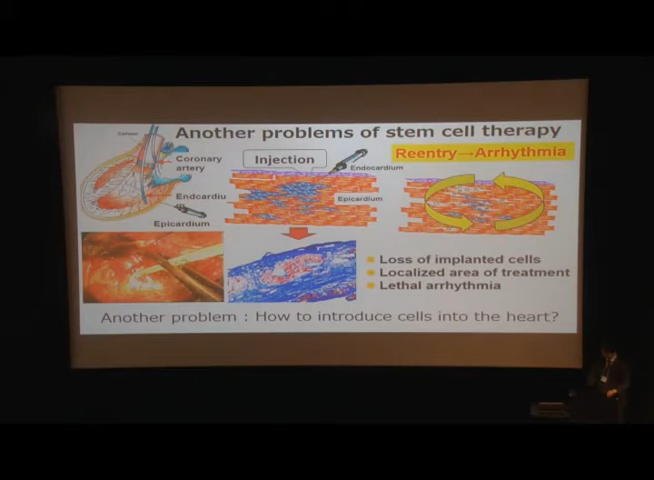 Another problems of stem cell therapy
Coronary
artery
Endcardiu
Epicardium
Injection
Endocardium
Epicardium
Reentry→Arrhythmia
Loss of implanted cells
Localized area of treatment
Lethal arrhythmia
Another problem : How to introduce cells into the heart?